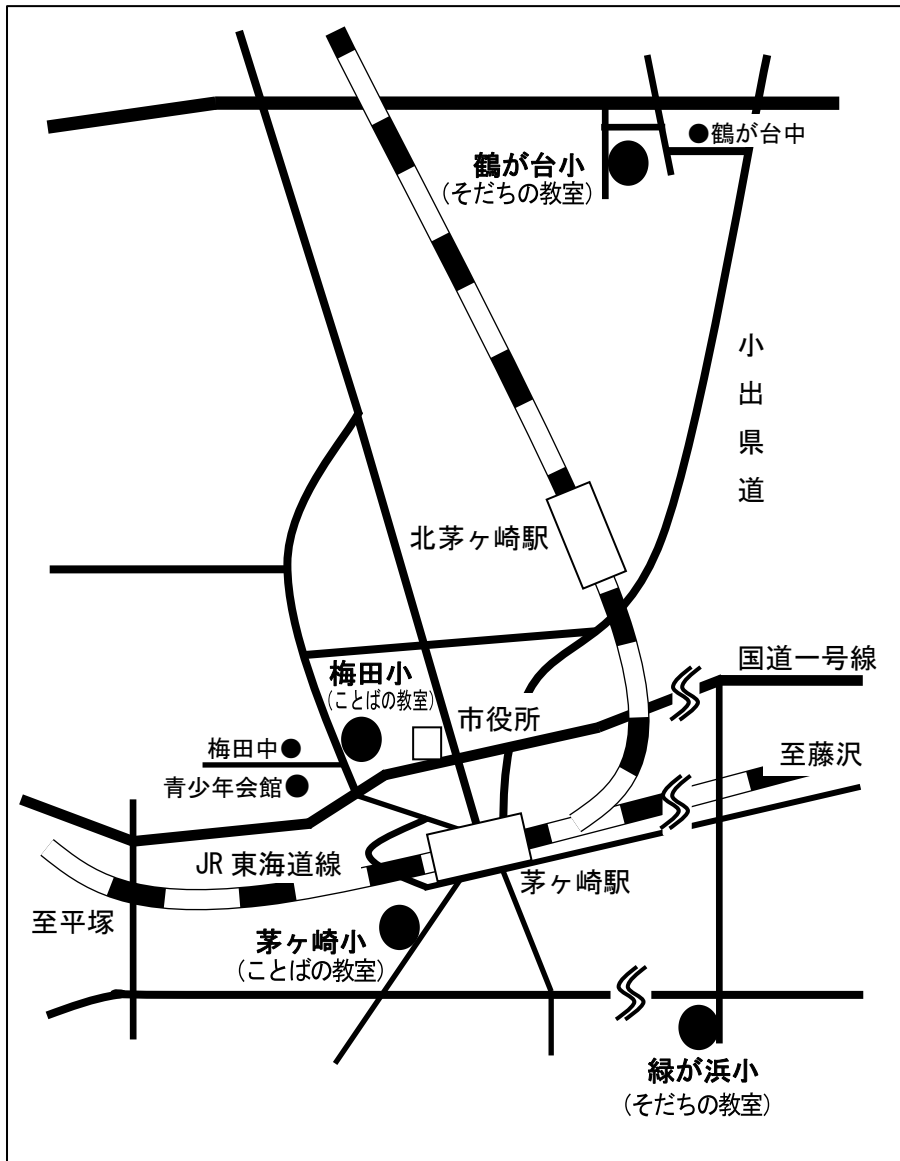 ●鶴が台中
鶴が台小
(そだちの教室)
小出県道
北茅ヶ崎駅
国道一号線
梅田小
(ことばの教室)
市役所
梅田中●
至藤沢
青少年会館●
JR東海道線
茅ヶ崎駅
至平塚
茅ヶ崎小
(ことばの教室)
緑が浜小
(そだちの教室)